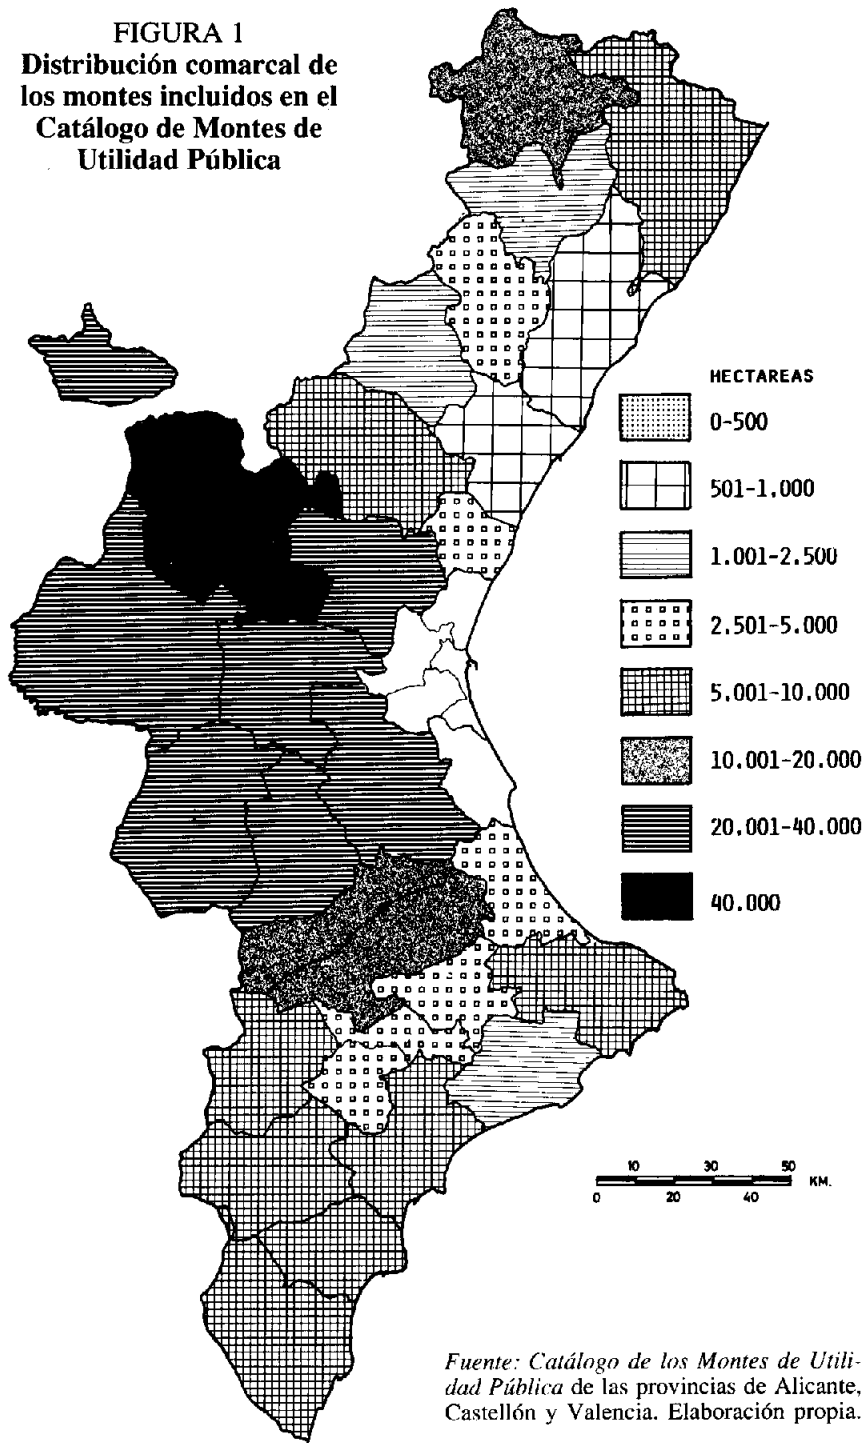 FIGURA 1
Distribución comarcal de
los montes incluidos en el
Catálogo de Montes de
Utilidad Pública
HECTAREAS
0-500
501-1.000
1.001-2.500
2.501-5.000
5.001-10.000
10.001-20.000
20.001-40.000
40.000
10 30 50
KM.
0 20 40
Fuente: Catálogo de los Montes de Utili-
dad Pública de las provincias de Alicante,
Castellón y Valencia. Elaboración propia.